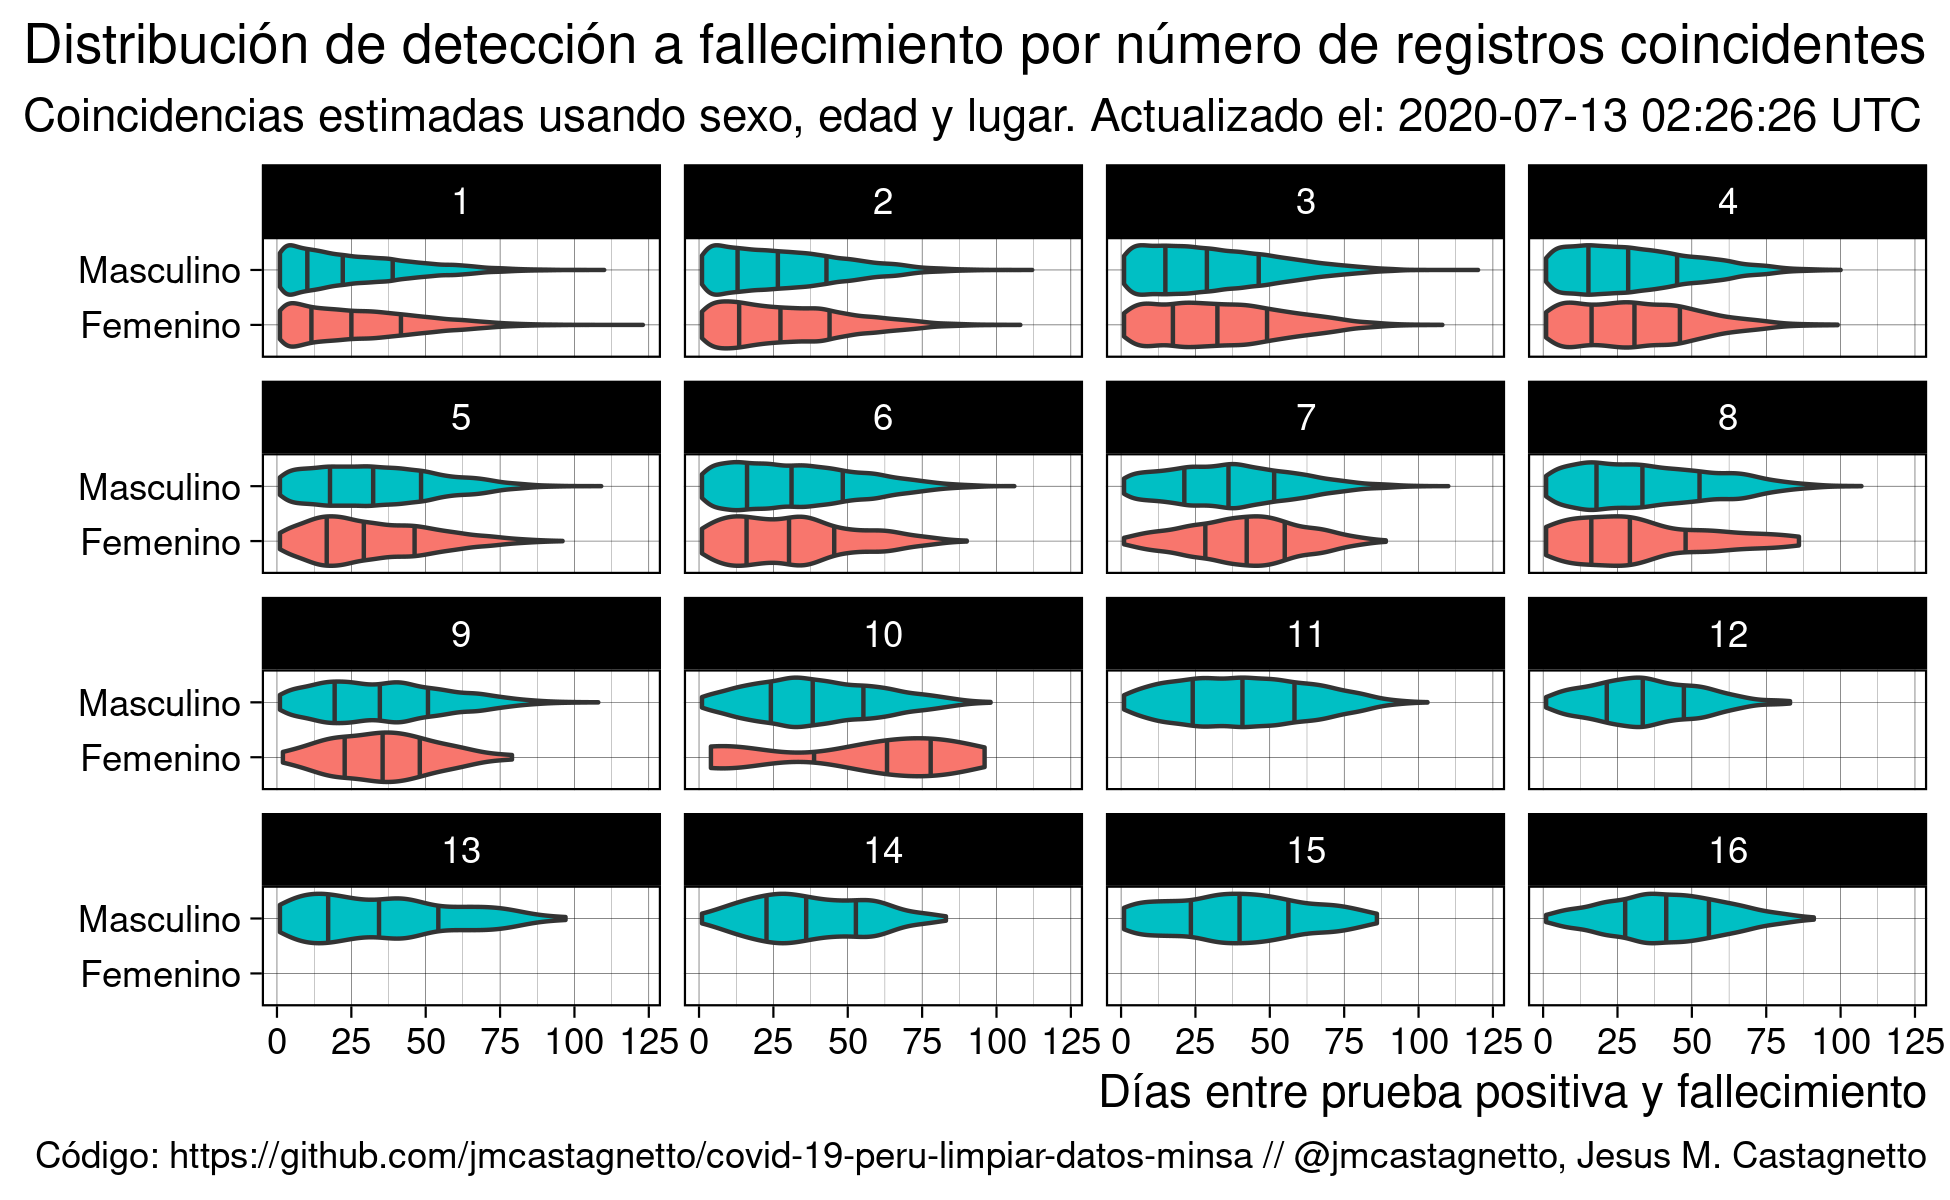 Distribución de detección a fallecimiento por número de registros coincidentes
Coincidencias estimadas usando sexo, edad y lugar. Actualizado el: 2020-07-13 02:26:26 UTC
1 2 3 4
Masculino
Femenino
5 6 7 8
Masculino
Femenino
9 10 11 12
Masculino
Femenino
13 14 15 16
Masculino
Femenino
0 25 50 75 100 125 0 25 50 75 100 125 0 25 50 75 100 125 0 25 50 75 100 125
Días entre prueba positiva y fallecimiento
Código: https://github.com/jmcastagnetto/covid-19-peru-limpiar-datos-minsa // @jmcastagnetto, Jesus M. Castagnetto